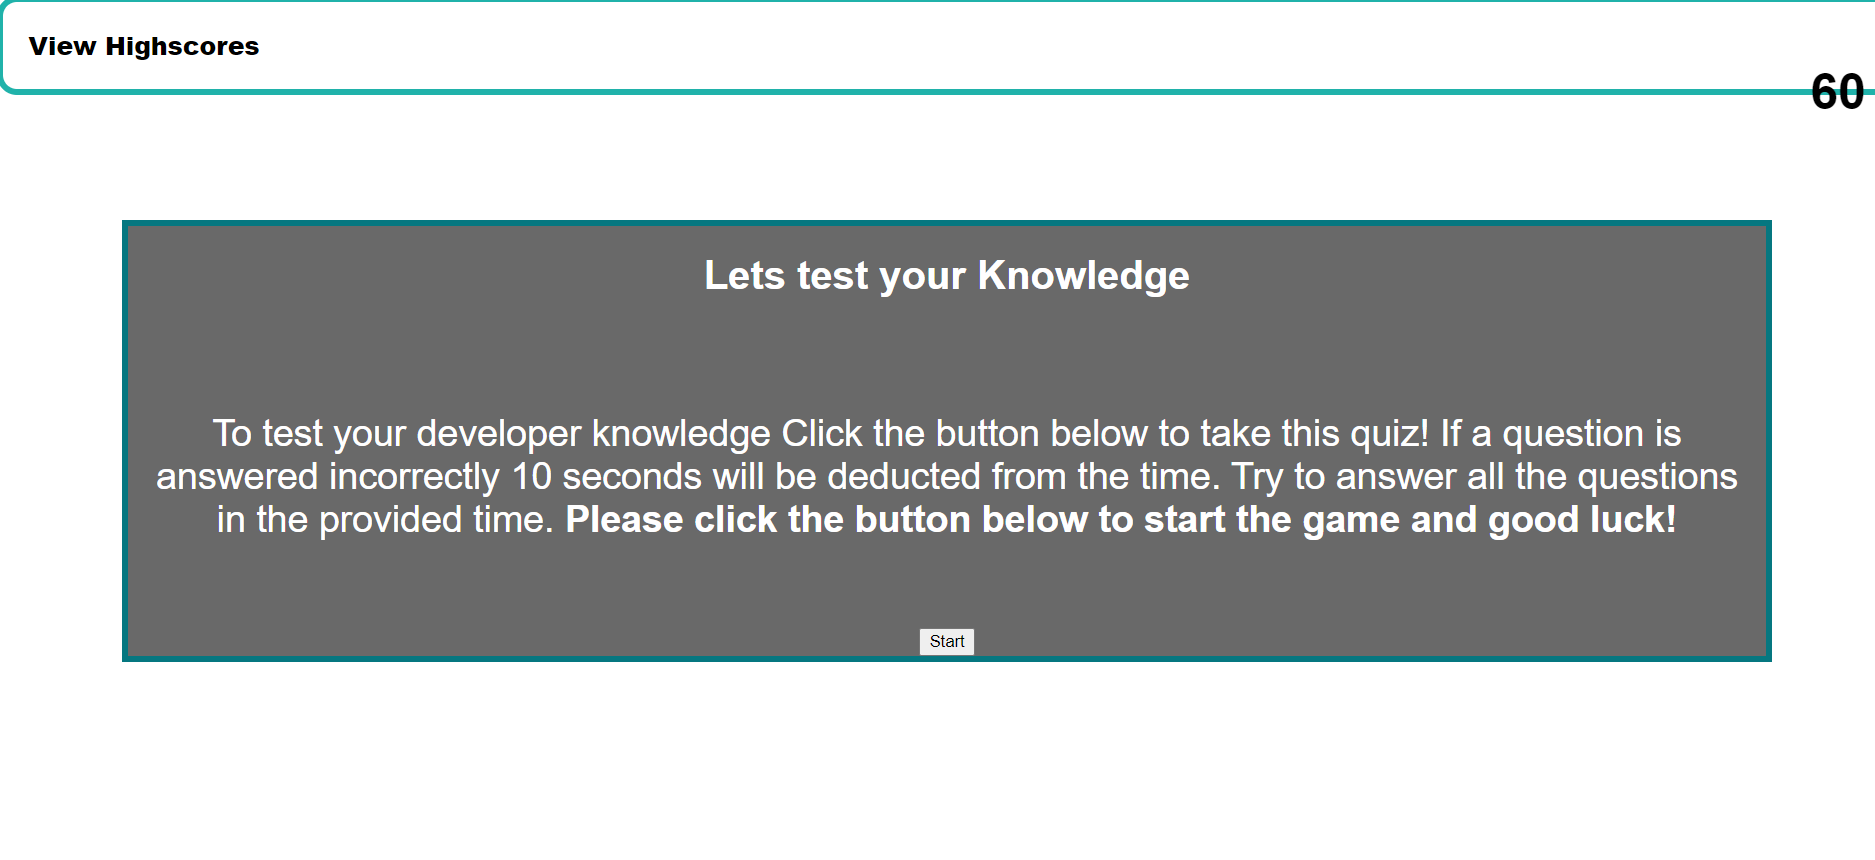 View Highscores
60
Lets test your Knowledge
To test your developer knowledge Click the button below to take this quiz! If a question is
answered incorrectly 10 seconds will be deducted from the time. Try to answer all the questions
in the provided time. Please click the button below to start the game and good luck!
Start